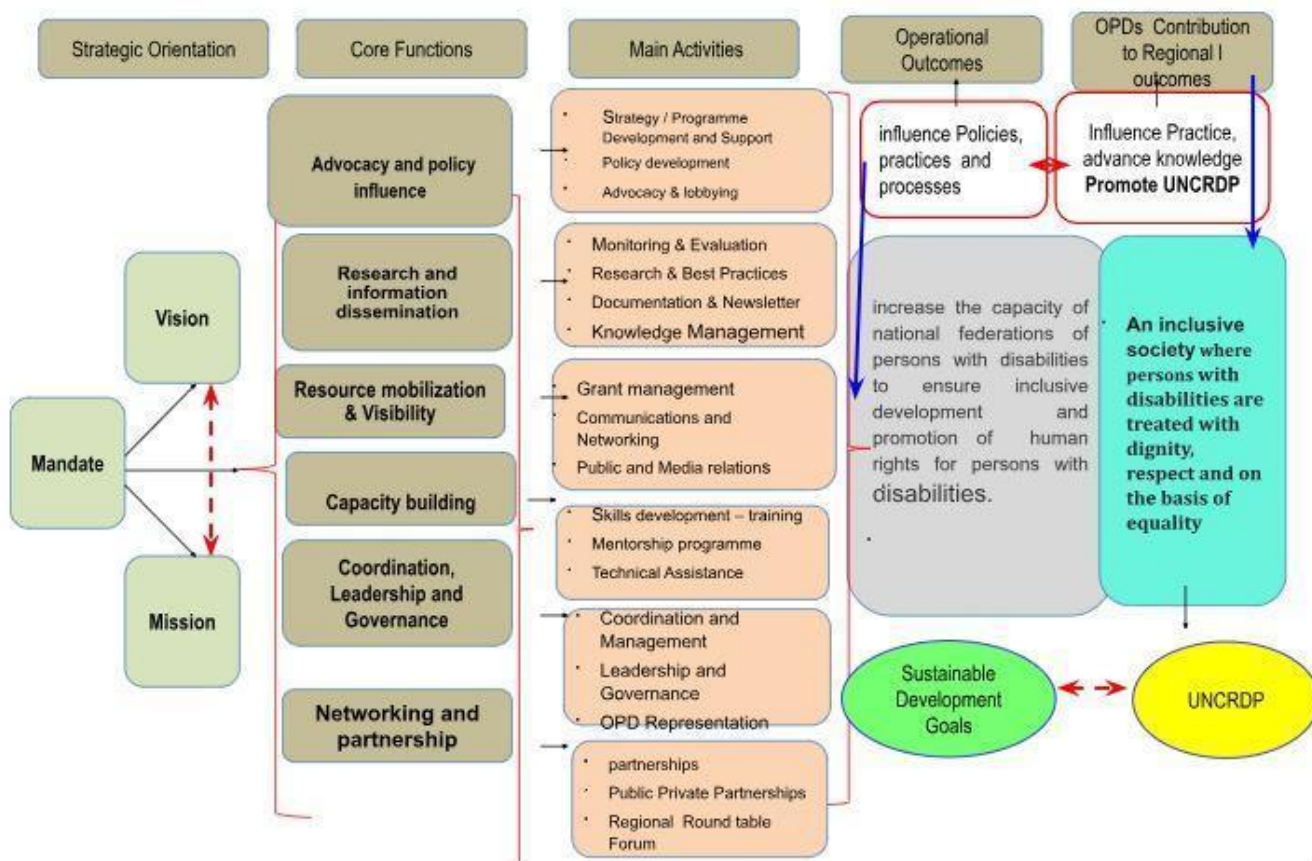 Strategic Orientation
Core Functions
Main Activities
Operational
Outcomes
OPDs Contribution
to Regional I
outcomes
Mandate
Vision
Mission
Advocacy and policy
influence
Research and
information
dissemination
Resource mobilization
& Visibility
Capacity building
Coordination,
Leadership and
Governance
Networking and
partnership
Strategy / Programme
Development and Support
Policy development
Advocacy & lobbying
Monitoring & Evaluation
Research & Best Practices
Documentation & Newsletter
Knowledge Management
Grant management
Communications and
Networking
Public and Media relations
Skills development – training
Mentorship programme
Technical Assistance
Coordination and
Management
Leadership and
Governance
OPD Representation
partnerships
Public Private Partnerships
Regional Round table
Forum
influence Policies,
practices and
processes
Influence Practice,
advance knowledge
Promote UNCRDP
increase the capacity of
national federations of
persons with disabilities
to ensure inclusive
development and
promotion of human
rights for persons with
disabilities.
An inclusive
society where
persons with
disabilities are
treated with
dignity,
respect and on
the basis of
equality
Sustainable
Development
Goals
UNCRDP